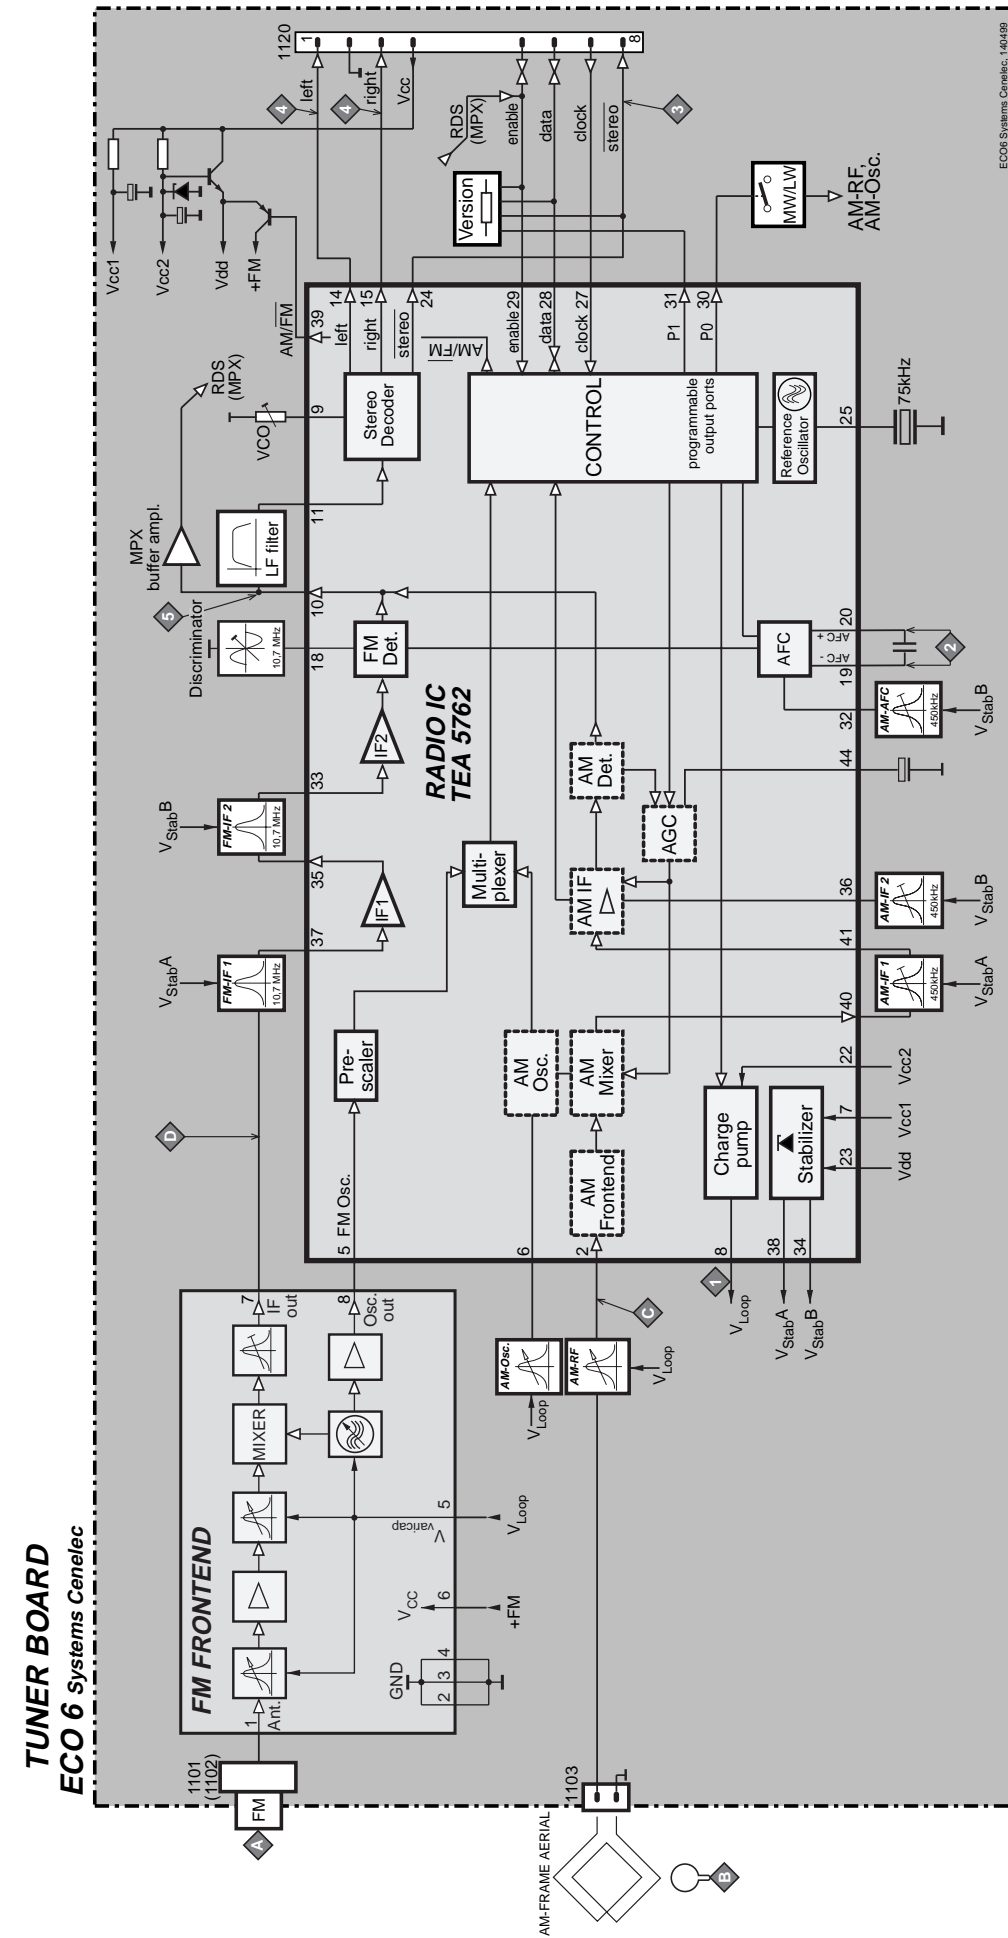 TUNER BOARD
ECO 6 Systems Cenelec
FM FRONTEND
1101
(1102)
FM
A
1
Ant.
MIXER
7
IF
out
8
Osc.
out
GND
2
3
4
VCC
6
+FM
Vvaricap
5
VLoop
AM-FRAME AERIAL
B
1103
AM-Osc.
VLoop
AM-RF
VLoop
C
D
VStabA
FM-IF 1
10,7 MHz
37
IF1
35
VStabB
FM-IF 2
10,7 MHz
33
IF2
Discriminator
10,7 MHz
18
FM
Det.
5
10
MPX
buffer ampl.
LF filter
11
RDS
(MPX)
VCO
9
Stereo
Decoder
RADIO IC
TEA 5762
5
FM Osc.
Pre-
scaler
Multi-
plexer
6
AM
Osc.
2
AM
Frontend
AM
Mixer
AM IF
AM
Det.
AGC
8
1
VLoop
Charge
pump
38
VStabA
34
VStabB
Stabilizer
23
Vdd
7
Vcc1
22
Vcc2
40
AM-IF 1
450kHz
VStabA
41
36
AM-IF 2
450kHz
VStabB
44
32
AM-AFC
450kHz
VStabB
AFC
AFC -
AFC +
19
20
2
CONTROL
programmable
output ports
Reference
Oscillator
25
75kHz
AM/FM
left
14
right
15
stereo
24
AM/FM
39
enable
29
data
28
clock
27
P1
31
P0
30
Vcc1
Vcc2
Vdd
+FM
Version
MW/LW
AM-RF,
AM-Osc.
RDS
(MPX)
1120
1
left
4
right
4
Vcc
enable
data
clock
stereo
8
3
ECO6 Systems Cenelec, 140499